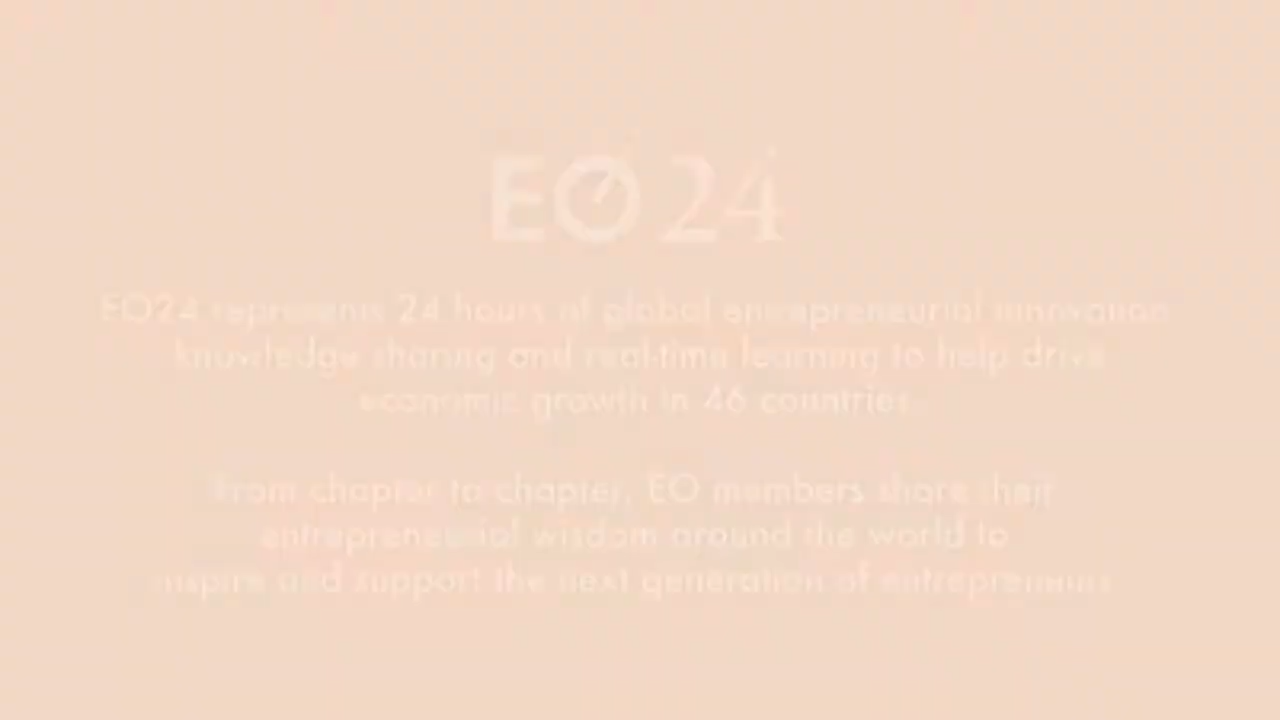 EO 24
EO24 represents 24 hours of global entrepreneurial innovation
knowledge sharing and real-time learning to help drive
economic growth in 46 countries
From chapter to chapter, EO members share their
entrepreneurial wisdom around the world to
inspire and support the next generation of entrepreneurs